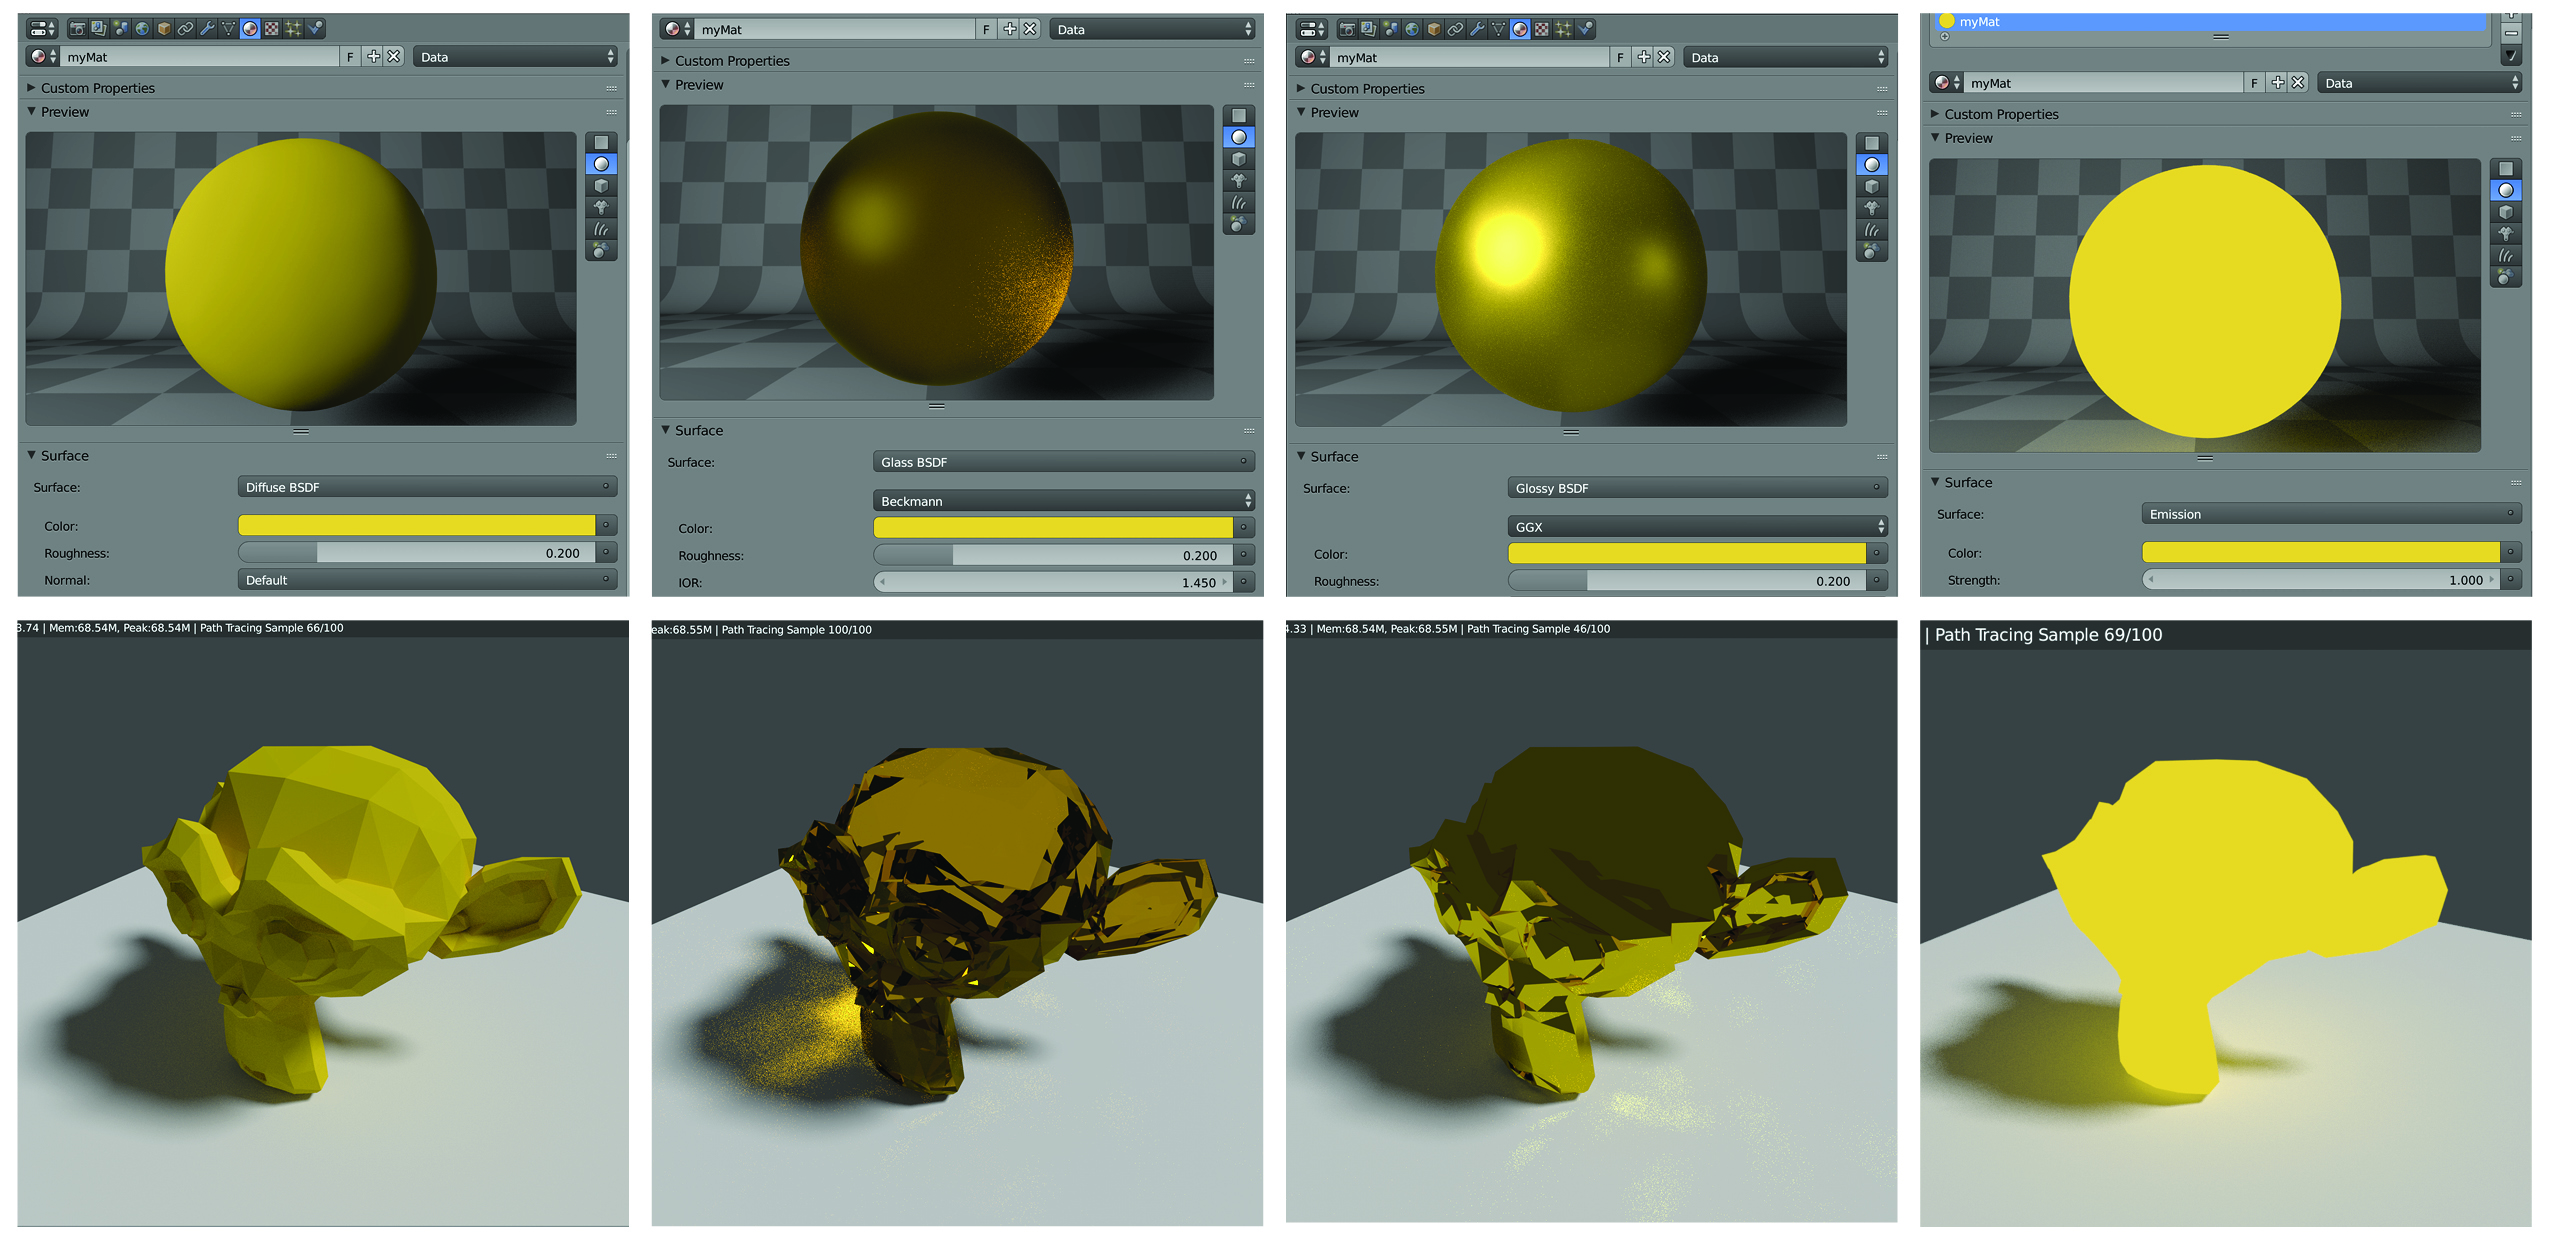 myMat F Data
Custom Properties
Preview
Surface
Surface: Diffuse BSDF
Color:
Roughness: 0.200
Normal: Default
myMat F Data
Custom Properties
Preview
Surface
Surface: Glass BSDF
Beckmann
Color:
Roughness: 0.200
IOR: 1.450
myMat F Data
Custom Properties
Preview
Surface
Surface: Glossy BSDF
GGX
Color:
Roughness: 0.200
myMat
myMat F Data
Custom Properties
Preview
Surface
Surface: Emission
Color:
Strength: 1.000
3.74 | Mem:68.54M, Peak:68.54M | Path Tracing Sample 66/100
eak:68.55M | Path Tracing Sample 100/100
4.33 | Mem:68.54M, Peak:68.55M | Path Tracing Sample 46/100
| Path Tracing Sample 69/100